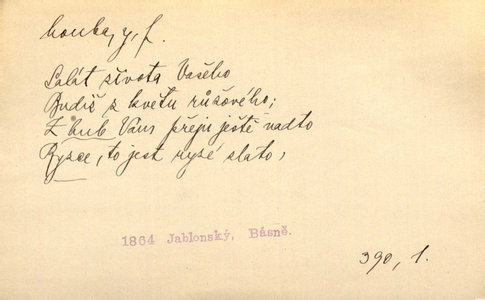 houba, y, f.
Salát života Vašeho
Budiž z květu růžového;
Z hub Vám přeju ještě nadto
Ryzce, to jest ryzé zlato,
1864 Jablonský, Básně.
390, 1.